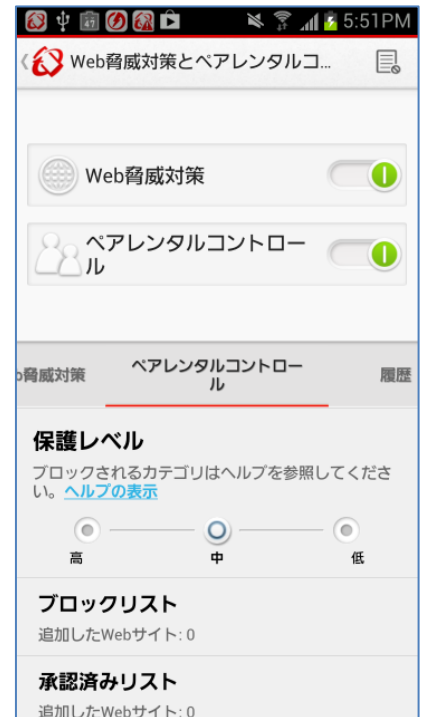 5:51PM
Web脅威対策とペアレンタルコ...
Web脅威対策
ペアレンタルコントロー
ル
脅威対策
ペアレンタルコントロー
ル
履歴
保護レベル
ブロックされるカテゴリはヘルプを参照してくださ
い。ヘルプの表示
高
中
低
ブロックリスト
追加したWebサイト: 0
承認済みリスト
追加したWebサイト: 0